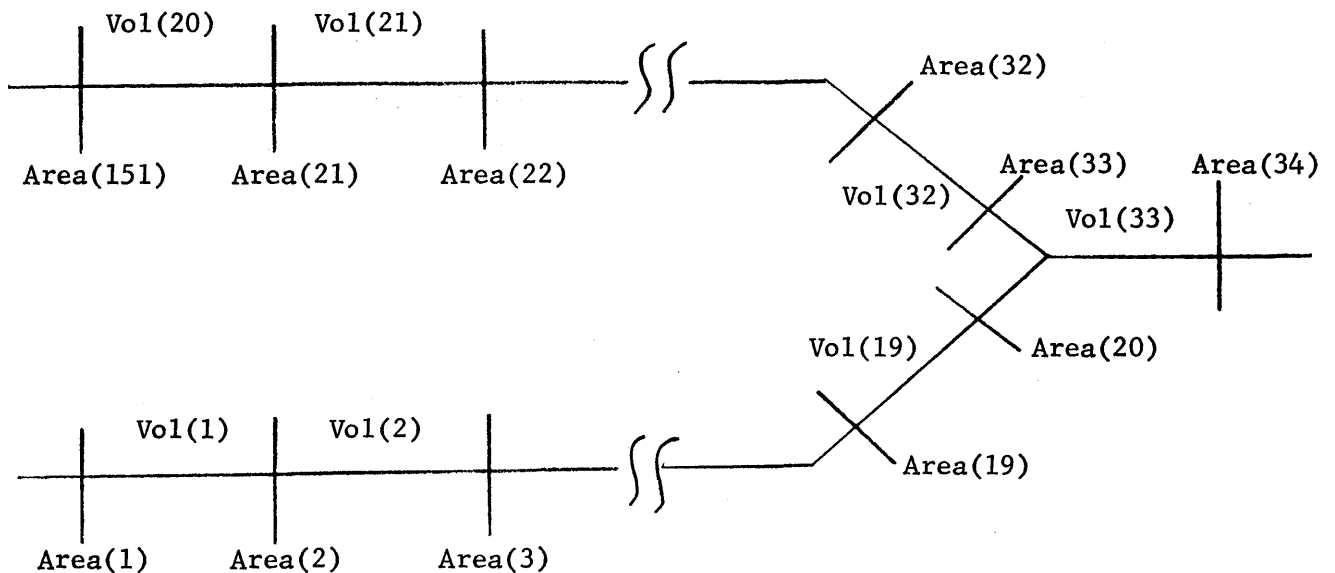 Vol(20)
Vol(21)
Area(32)
Area(151)
Area(21)
Area(22)
Area(33)
Area(34)
Vol(32)
Vol(33)
Vol(19)
Area(20)
Vol(1)
Vol(2)
Area(19)
Area(1)
Area(2)
Area(3)